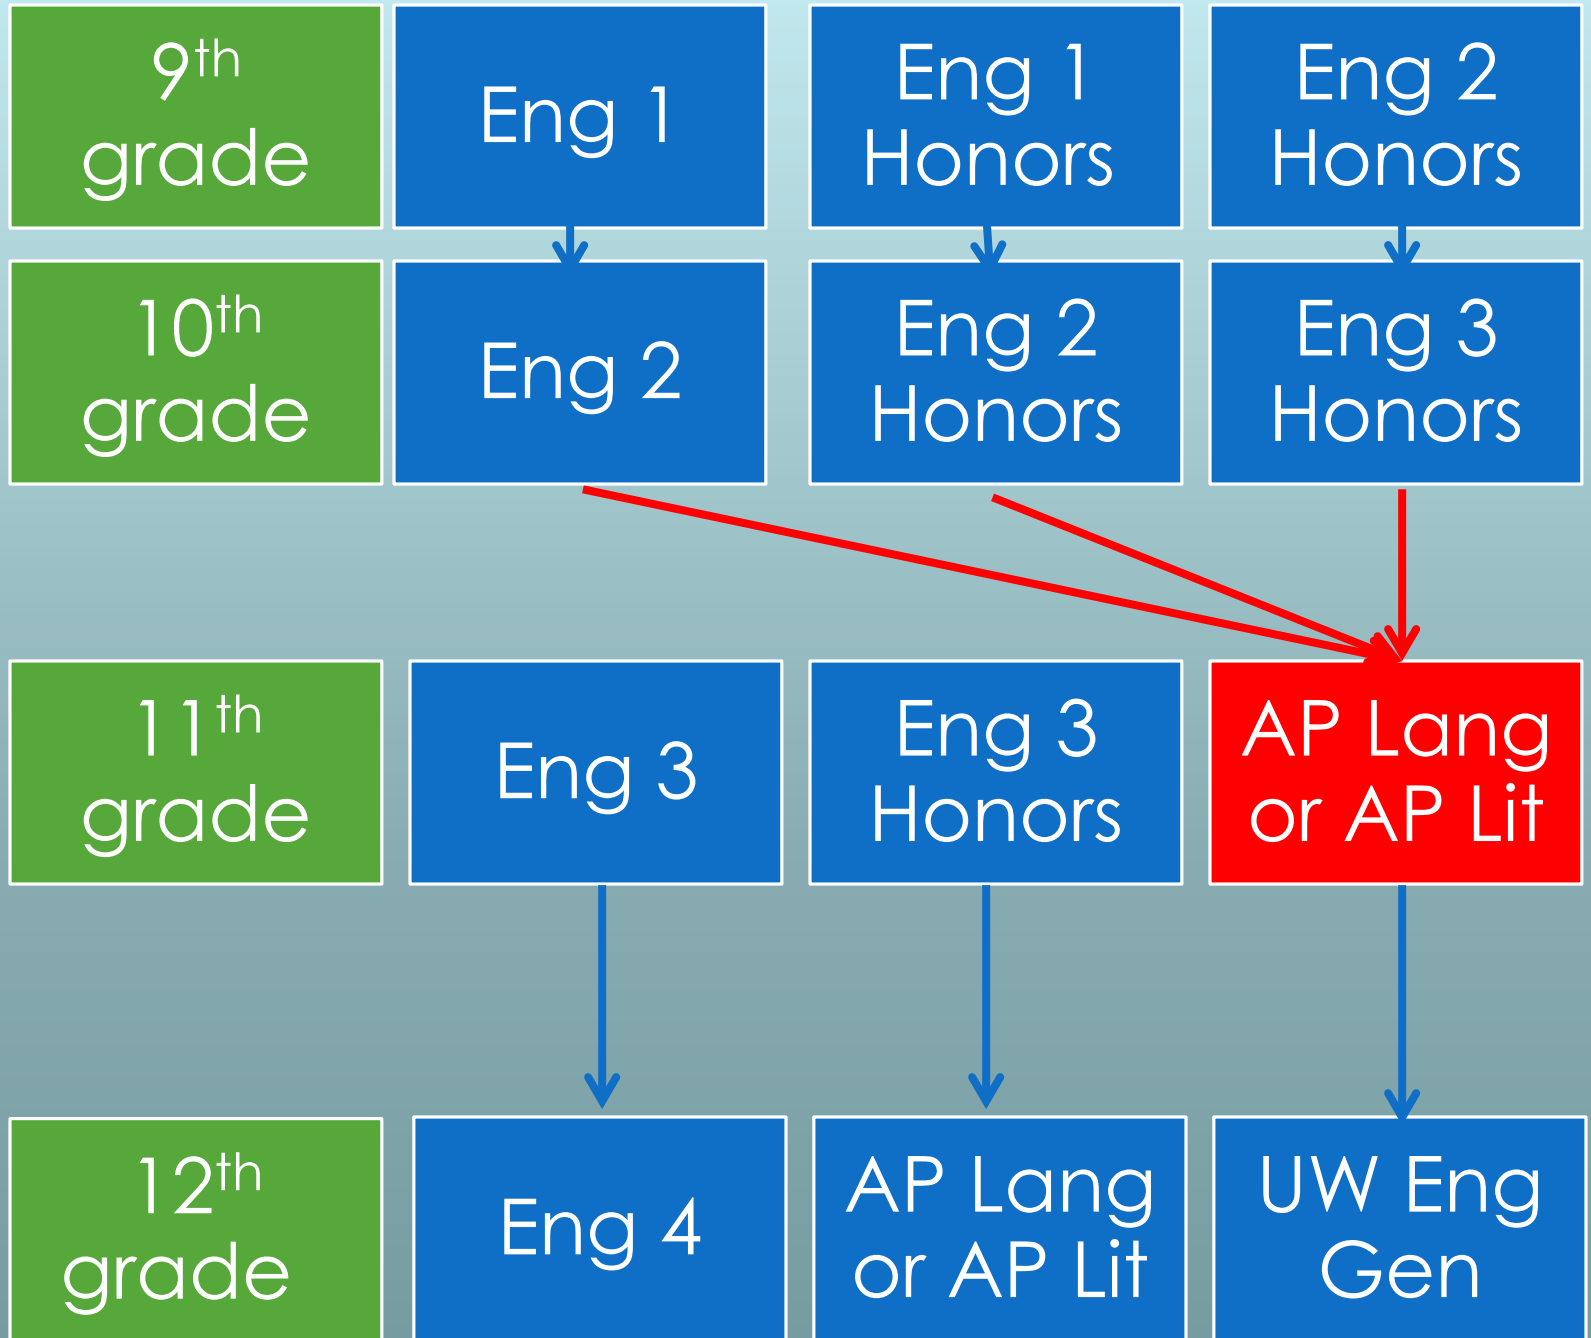 9th
grade
Eng 1
Eng 1
Honors
Eng 2
Honors
10th
grade
Eng 2
Eng 2
Honors
Eng 3
Honors
11th
grade
Eng 3
Eng 3
Honors
AP Lang
or AP Lit
12th
grade
Eng 4
AP Lang
or AP Lit
UW Eng
Gen